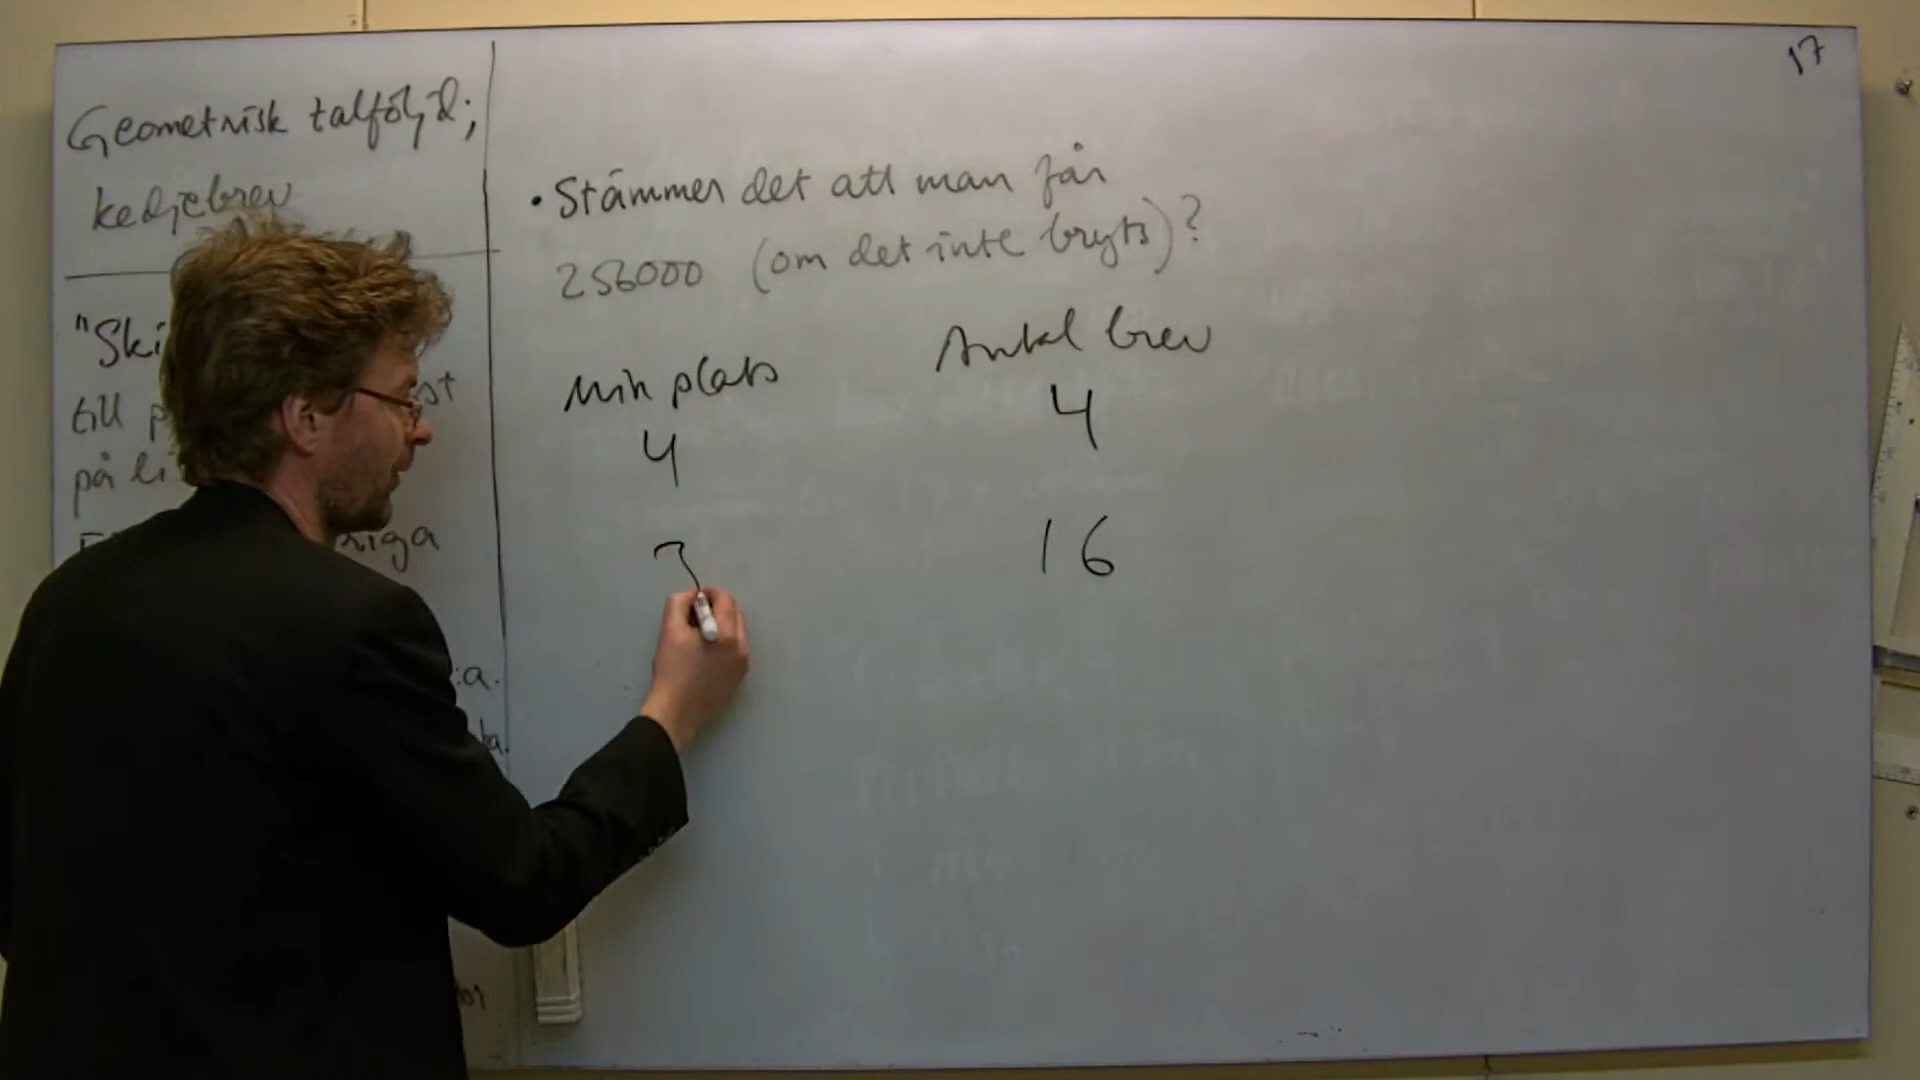 17
Geometrisk talföljd;
kedjebrev
"Ski
till p
på li
riga
• Stämmer det att man får
256000 (om det inte bryts)?
Min plats Antal brev
4 4
3 16